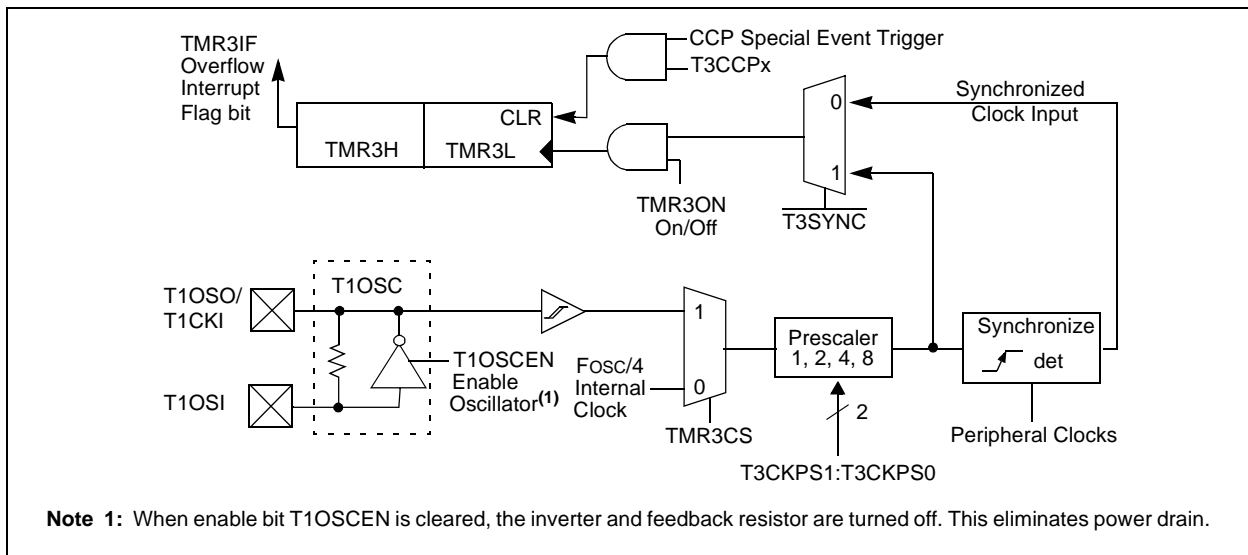 TMR3IF
Overflow
Interrupt
Flag bit
CCP Special Event Trigger
T3CCPx
CLR
TMR3H
TMR3L
TMR3ON
On/Off
0
1
T3SYNC
Synchronized
Clock Input
T1OSO/
T1CKI
T1OSI
T1OSC
T1OSCEN
Enable
Oscillator(1)
FOSC/4
Internal
Clock
1
0
TMR3CS
Prescaler
1, 2, 4, 8
2
T3CKPS1:T3CKPS0
Synchronize
det
Peripheral Clocks
Note 1: When enable bit T1OSCEN is cleared, the inverter and feedback resistor are turned off. This eliminates power drain.